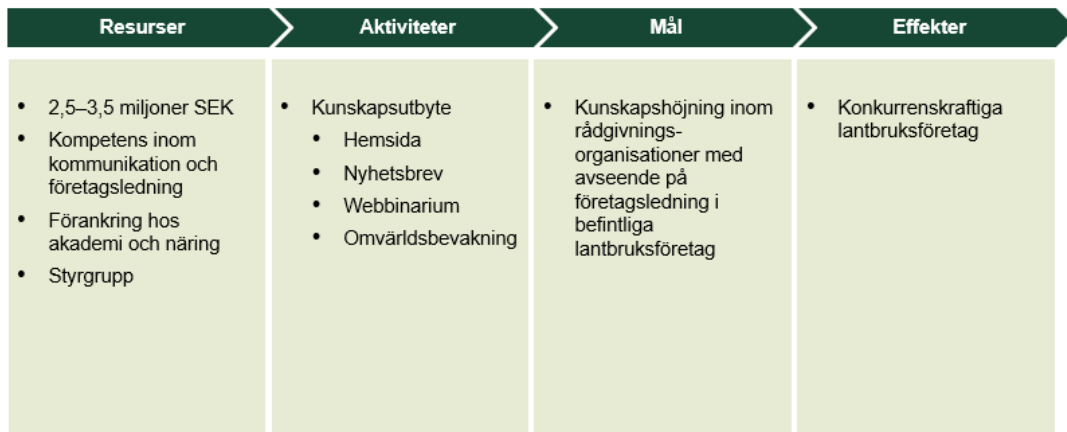 Resurser
Aktiviteter
Mål
Effekter
• 2,5–3,5 miljoner SEK
• Kompetens inom
kommunikation och
företagsledning
• Förankring hos
akademi och näring
• Styrgrupp
• Kunskapsutbyte
• Hemsida
• Nyhetsbrev
• Webbinarium
• Omvärldsbevakning
• Kunskapshöjning inom
rådgivnings-
organisationer med
avseende på
företagsledning i
befintliga
lantbruksföretag
• Konkurrenskraftiga
lantbruksföretag